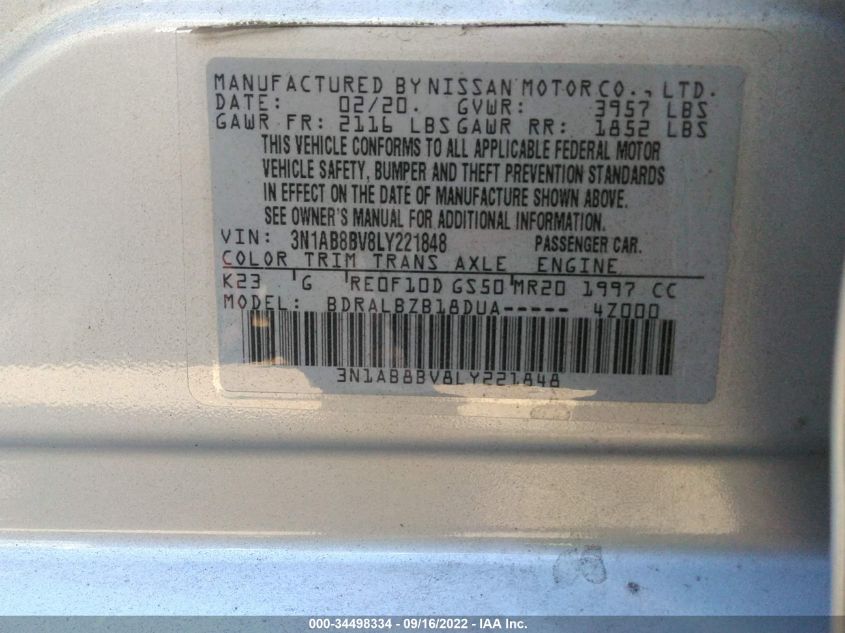 MANUFACTURED BY NISSAN MOTOR CO., LTD.
DATE: 02/20. GVWR: 3957 LBS
GAWR FR: 2116 LBS GAWR RR: 1852 LBS
THIS VEHICLE CONFORMS TO ALL APPLICABLE FEDERAL MOTOR
VEHICLE SAFETY, BUMPER AND THEFT PREVENTION STANDARDS
IN EFFECT ON THE DATE OF MANUFACTURE SHOWN ABOVE.
SEE OWNER'S MANUAL FOR ADDITIONAL INFORMATION.
VIN: 3N1AB8BV8LY221848 PASSENGER CAR.
COLOR TRIM TRANS AXLE ENGINE
K23 G RE0F10D GS50 MR20 1997 CC
MODEL: BDRALBZB18DUA----- 4Z000
3N1AB8BV8LY221848
000-34498334 / 09/16/2022 - IAA Inc.